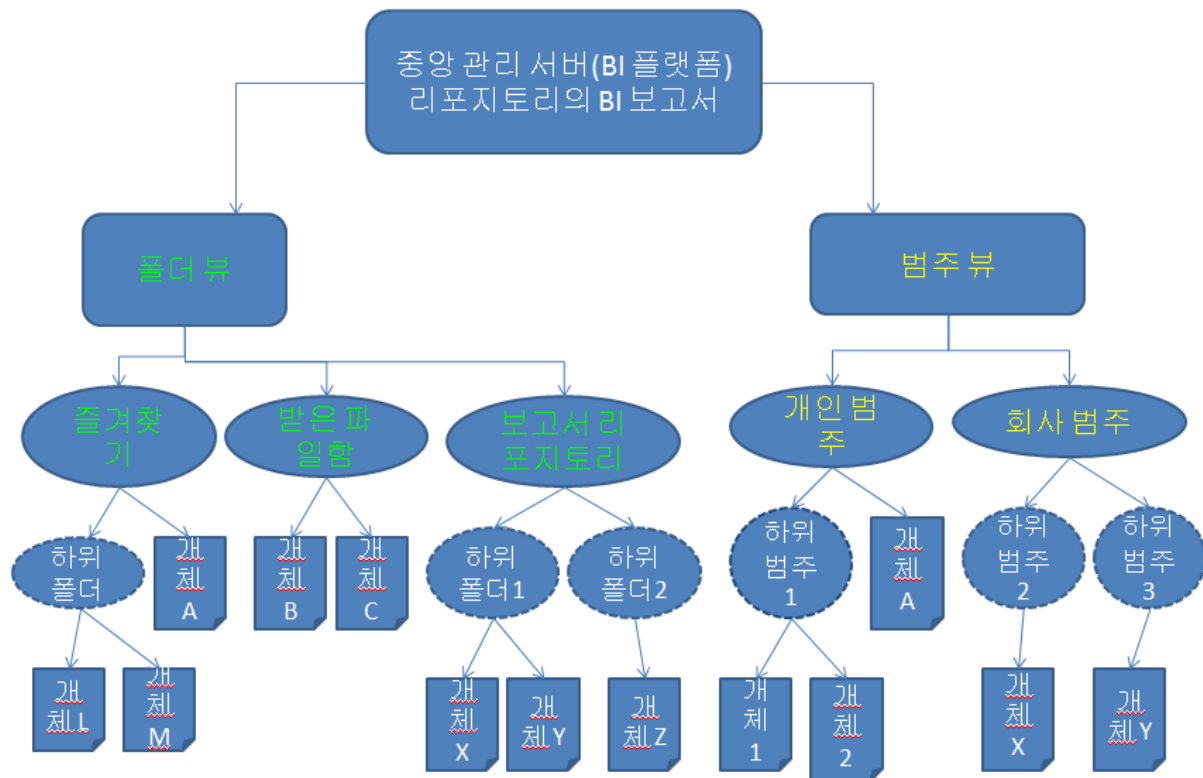 중앙 관리 서버(BI 플랫폼)
리포지토리의 BI 보고서
폴더 뷰
범주 뷰
즐겨찾
기
받은 파
일함
보고서 리
포지토리
개인 범
주
회사 범주
하위
폴더
개
체
A
개
체
B
개
체
C
하위
폴더1
하위
폴더2
하위
범주
1
개
체
A
하위
범주
2
하위
범주
3
개
체L
개
체
M
개
체
X
개
체Y
개
체Z
개
체
1
개
체
2
개
체
X
개
체Y